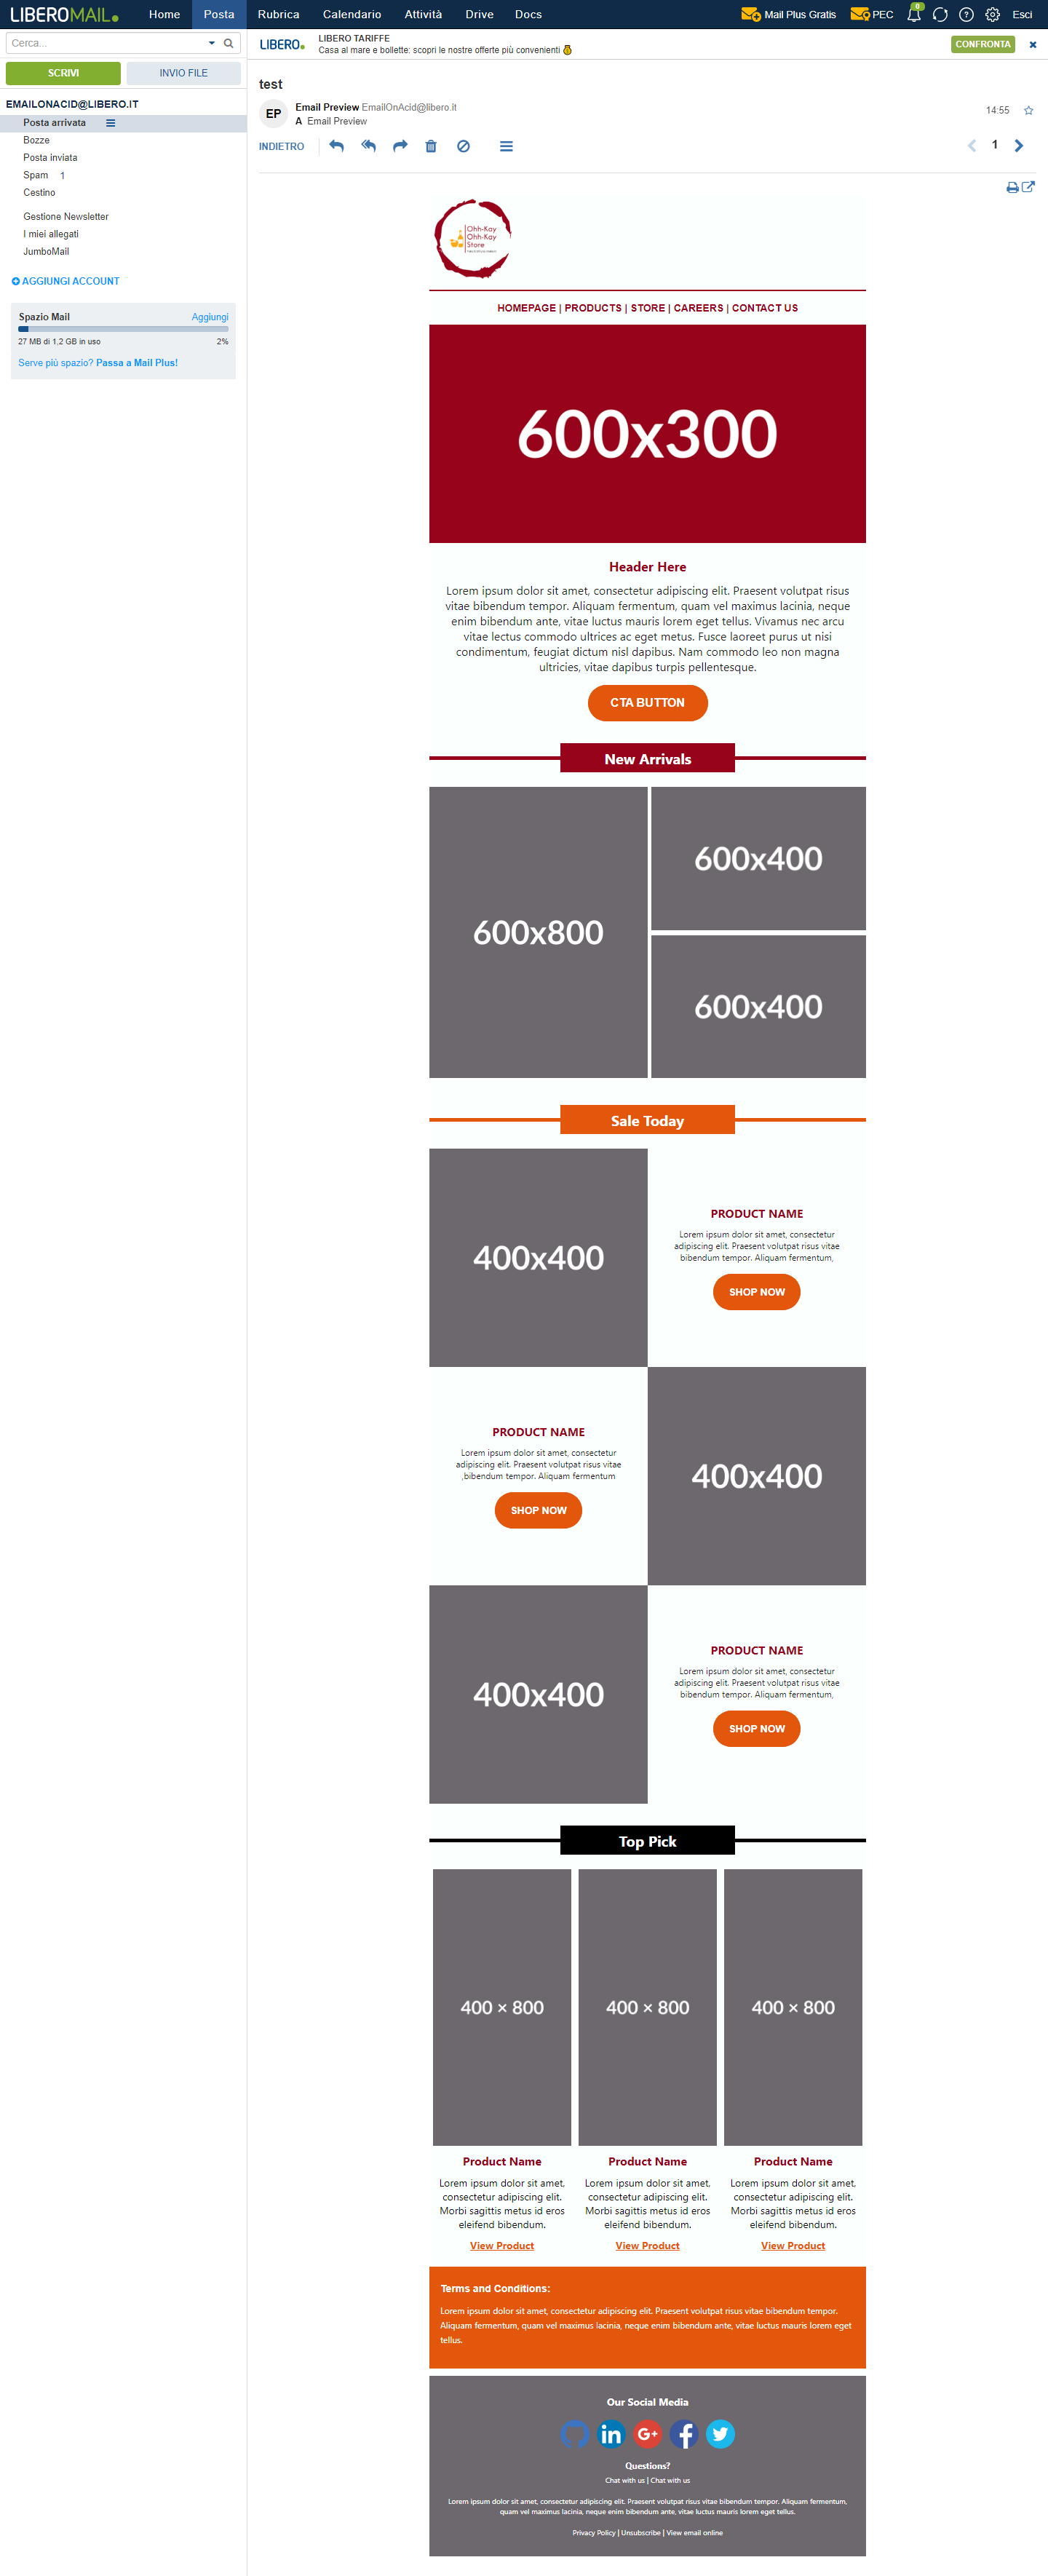 LIBEROMAIL
Home Posta Rubrica Calendario Attività Drive Docs
Mail Plus Gratis PEC 0 Esci
Cerca...
SCRIVI INVIO FILE
EMAILONACID@LIBERO.IT
Posta arrivata
Bozze
Posta inviata
Spam 1
Cestino
Gestione Newsletter
I miei allegati
JumboMail
AGGIUNGI ACCOUNT
Spazio Mail Aggiungi
27 MB di 1,2 GB in uso 2%
Serve più spazio? Passa a Mail Plus!
LIBERO
LIBERO TARIFFE
Casa al mare e bollette: scopri le nostre offerte più convenienti
CONFRONTA
test
EP
Email Preview EmailOnAcid@libero.it
A Email Preview
14:55
INDIETRO
1
Ohh-Kay
Ohh-Kay
Store
HOMEPAGE | PRODUCTS | STORE | CAREERS | CONTACT US
600x300
Header Here
Lorem ipsum dolor sit amet, consectetur adipiscing elit. Praesent volutpat risus
vitae bibendum tempor. Aliquam fermentum, quam vel maximus lacinia, neque
enim bibendum ante, vitae luctus mauris lorem eget tellus. Vivamus nec arcu
vitae lectus commodo ultrices ac eget metus. Fusce laoreet purus ut nisi
condimentum, feugiat dictum nisl dapibus. Nam commodo leo non magna
ultricies, vitae dapibus turpis pellentesque.
CTA BUTTON
New Arrivals
600x800
600x400
600x400
Sale Today
400x400
PRODUCT NAME
Lorem ipsum dolor sit amet, consectetur
adipiscing elit. Praesent volutpat risus vitae
bibendum tempor. Aliquam fermentum,
SHOP NOW
PRODUCT NAME
Lorem ipsum dolor sit amet, consectetur
adipiscing elit. Praesent volutpat risus vitae
,bibendum tempor. Aliquam fermentum
SHOP NOW
400x400
400x400
PRODUCT NAME
Lorem ipsum dolor sit amet, consectetur
adipiscing elit. Praesent volutpat risus vitae
bibendum tempor. Aliquam fermentum,
SHOP NOW
Top Pick
400 × 800
400 × 800
400 × 800
Product Name
Lorem ipsum dolor sit amet,
consectetur adipiscing elit.
Morbi sagittis metus id eros
eleifend bibendum.
View Product
Product Name
Lorem ipsum dolor sit amet,
consectetur adipiscing elit.
Morbi sagittis metus id eros
eleifend bibendum.
View Product
Product Name
Lorem ipsum dolor sit amet,
consectetur adipiscing elit.
Morbi sagittis metus id eros
eleifend bibendum.
View Product
Terms and Conditions:
Lorem ipsum dolor sit amet, consectetur adipiscing elit. Praesent volutpat risus vitae bibendum tempor.
Aliquam fermentum, quam vel maximus lacinia, neque enim bibendum ante, vitae luctus mauris lorem eget
tellus.
Our Social Media
in G+ f
Questions?
Chat with us | Chat with us
Lorem ipsum dolor sit amet, consectetur adipiscing elit. Praesent volutpat risus vitae bibendum tempor. Aliquam fermentum,
quam vel maximus lacinia, neque enim bibendum ante, vitae luctus mauris lorem eget tellus.
Privacy Policy | Unsubscribe | View email online